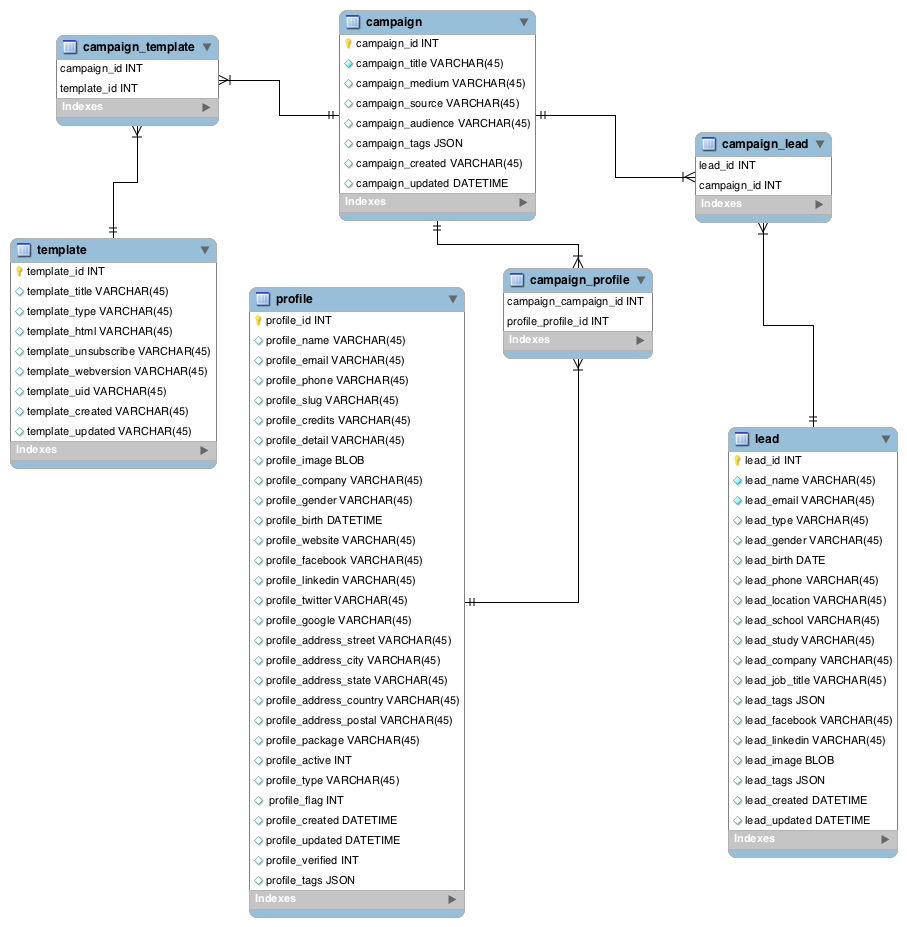 campaign_template
campaign_id INT
template_id INT
Indexes
campaign
campaign_id INT
campaign_title VARCHAR(45)
campaign_medium VARCHAR(45)
campaign_source VARCHAR(45)
campaign_audience VARCHAR(45)
campaign_tags JSON
campaign_created VARCHAR(45)
campaign_updated DATETIME
Indexes
campaign_lead
lead_id INT
campaign_id INT
Indexes
template
template_id INT
template_title VARCHAR(45)
template_type VARCHAR(45)
template_html VARCHAR(45)
template_unsubscribe VARCHAR(45)
template_webversion VARCHAR(45)
template_uid VARCHAR(45)
template_created VARCHAR(45)
template_updated VARCHAR(45)
Indexes
campaign_profile
campaign_campaign_id INT
profile_profile_id INT
Indexes
profile
profile_id INT
profile_name VARCHAR(45)
profile_email VARCHAR(45)
profile_phone VARCHAR(45)
profile_slug VARCHAR(45)
profile_credits VARCHAR(45)
profile_detail VARCHAR(45)
profile_image BLOB
profile_company VARCHAR(45)
profile_gender VARCHAR(45)
profile_birth DATETIME
profile_website VARCHAR(45)
profile_facebook VARCHAR(45)
profile_linkedin VARCHAR(45)
profile_twitter VARCHAR(45)
profile_google VARCHAR(45)
profile_address_street VARCHAR(45)
profile_address_city VARCHAR(45)
profile_address_state VARCHAR(45)
profile_address_country VARCHAR(45)
profile_address_postal VARCHAR(45)
profile_package VARCHAR(45)
profile_active INT
profile_type VARCHAR(45)
profile_flag INT
profile_created DATETIME
profile_updated DATETIME
profile_verified INT
profile_tags JSON
Indexes
lead
lead_id INT
lead_name VARCHAR(45)
lead_email VARCHAR(45)
lead_type VARCHAR(45)
lead_gender VARCHAR(45)
lead_birth DATE
lead_phone VARCHAR(45)
lead_location VARCHAR(45)
lead_school VARCHAR(45)
lead_study VARCHAR(45)
lead_company VARCHAR(45)
lead_job_title VARCHAR(45)
lead_tags JSON
lead_facebook VARCHAR(45)
lead_linkedin VARCHAR(45)
lead_image BLOB
lead_tags JSON
lead_created DATETIME
lead_updated DATETIME
Indexes